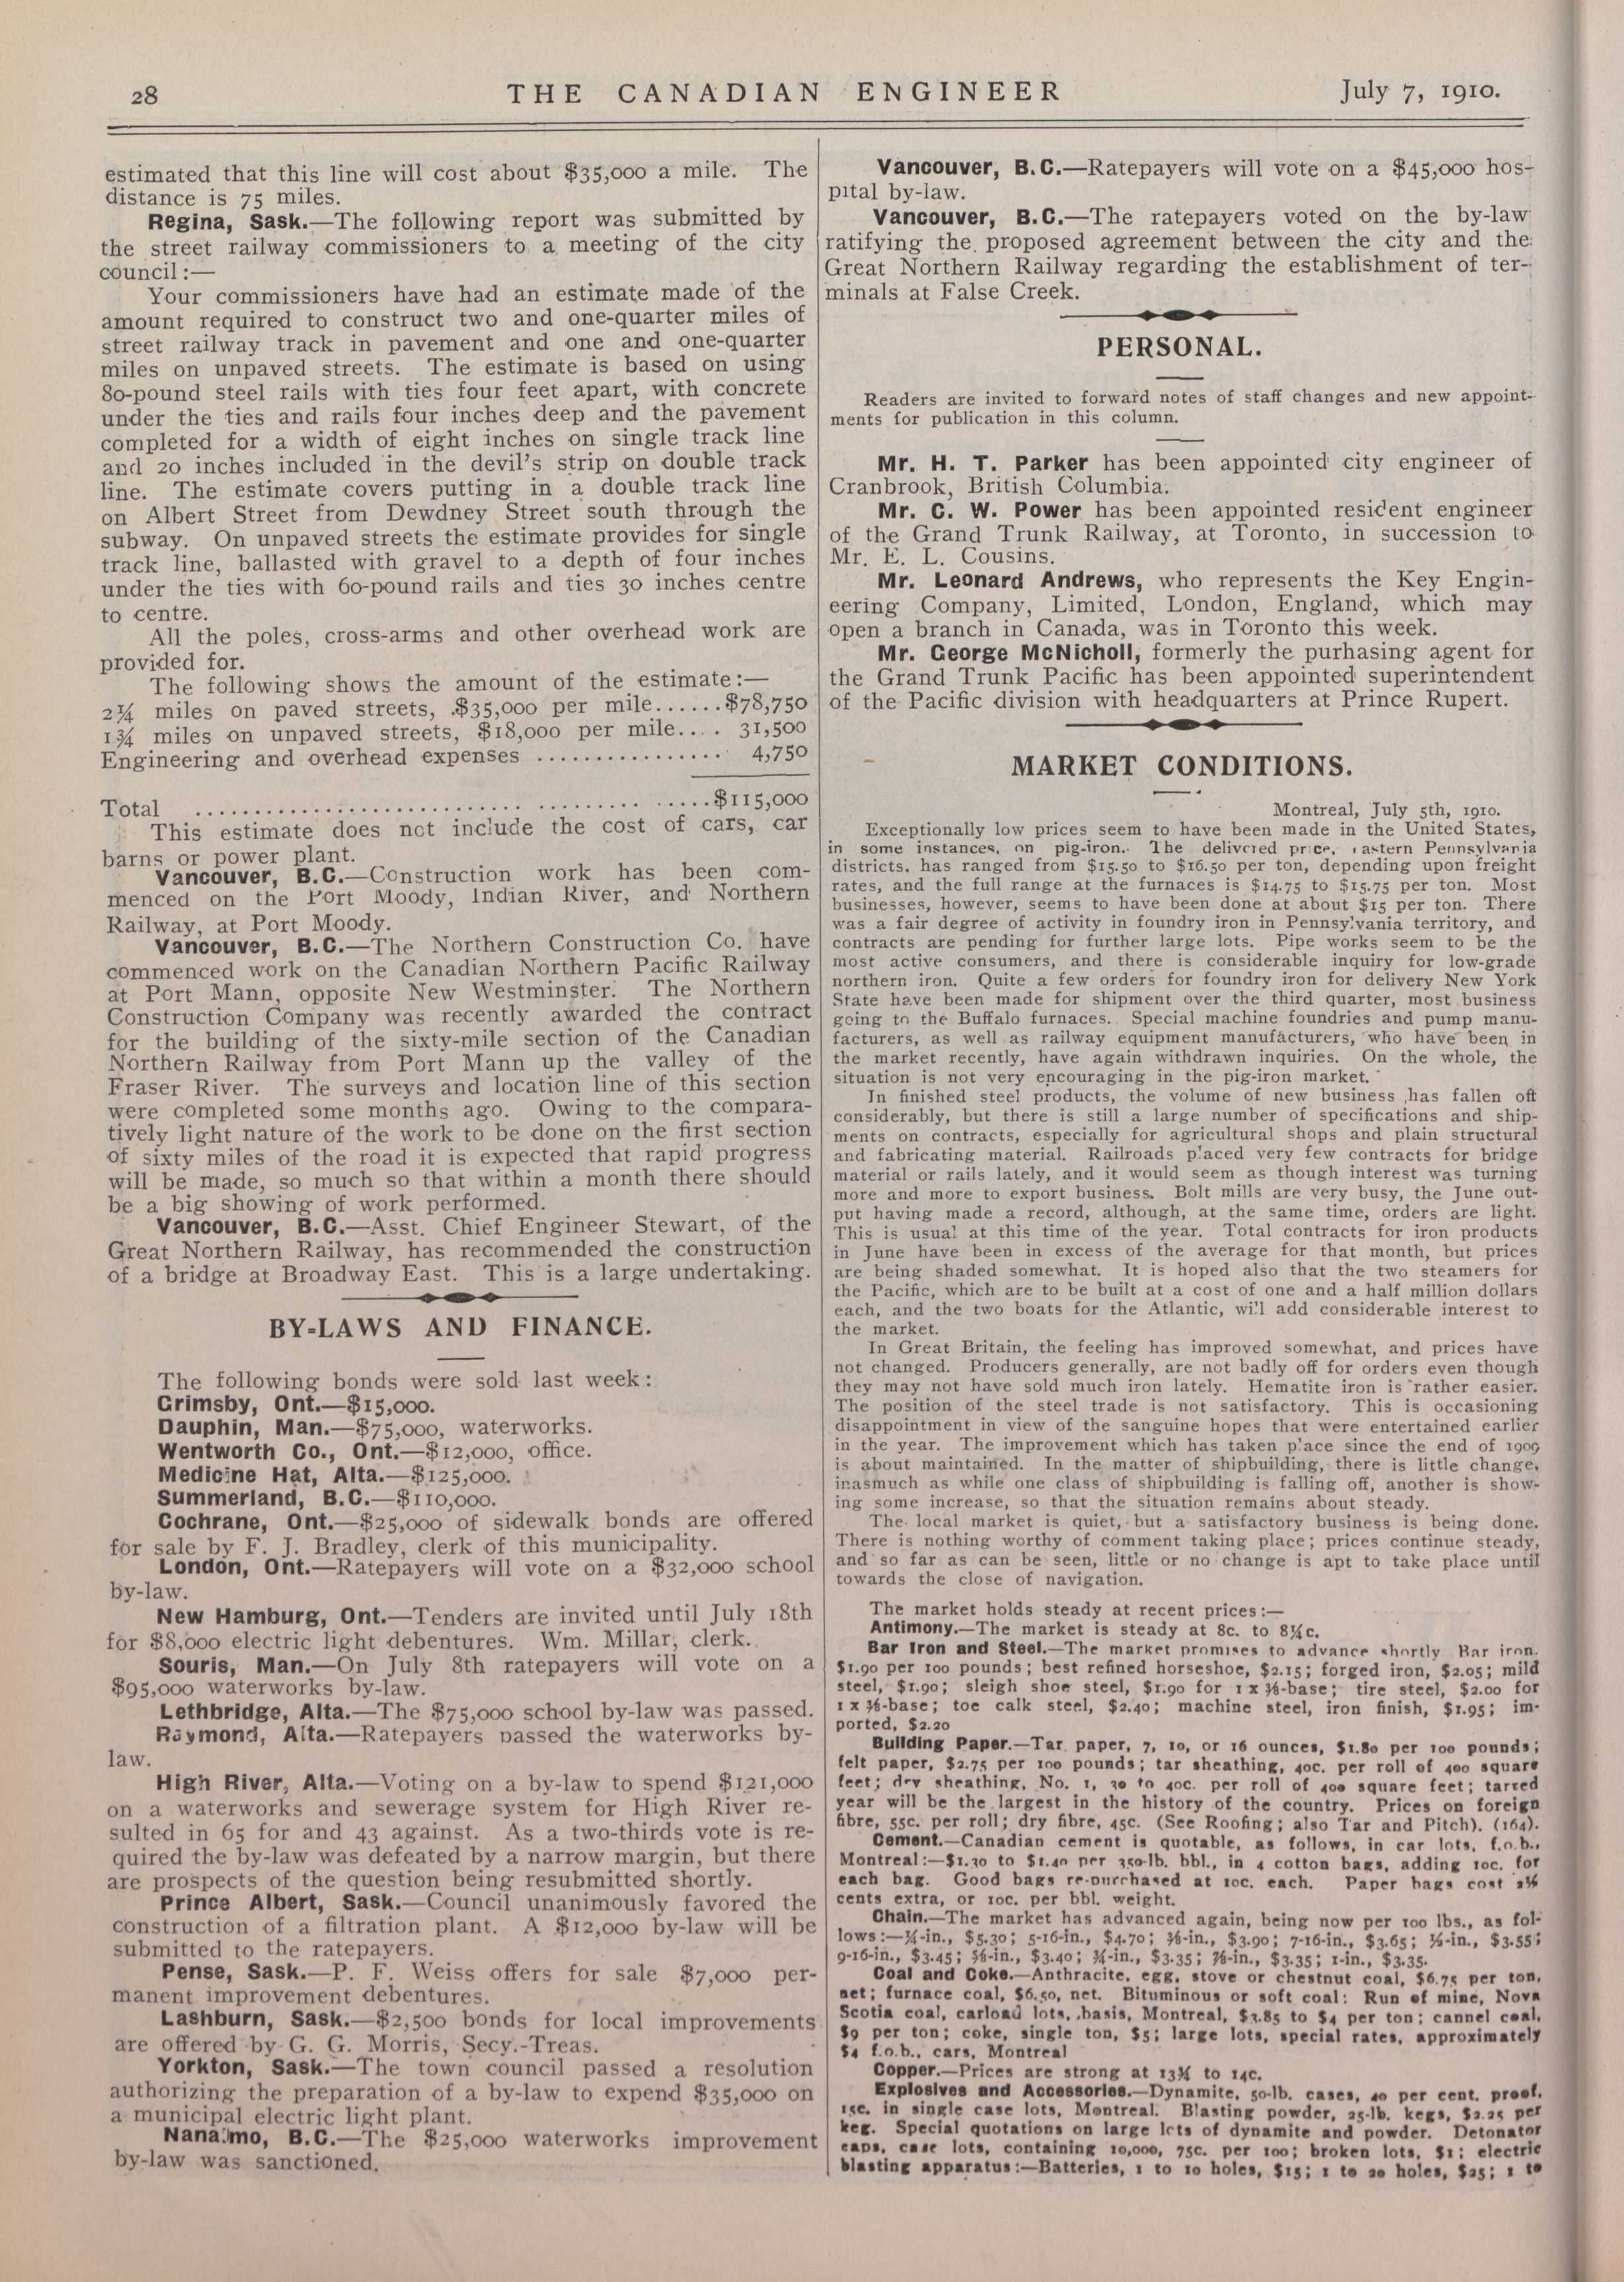 28
THE CANADIAN ENGINEER
July 7, 1910.
estimated that this line will cost about $35,000 a mile. The
distance is 75 miles.
Regina, Sask.—The following report was submitted by
the street railway commissioners to a meeting of the city
council:—
Your commissioners have had an estimate made of the
amount required to construct two and one-quarter miles of
street railway track in pavement and one and one-quarter
miles on unpaved streets. The estimate is based on using
80-pound steel rails with ties four feet apart, with concrete
under the ties and rails four inches deep and the pavement
completed for a width of eight inches on single track line
and 20 inches included in the devil's strip on double track
line. The estimate covers putting in a double track line
on Albert Street from Dewdney Street south through the
subway. On unpaved streets the estimate provides for single
track line, ballasted with gravel to a depth of four inches
under the ties with 60-pound rails and ties 30 inches centre
to centre.
All the poles, cross-arms and other overhead work are
provided for.
The following shows the amount of the estimate:—
2¼ miles on paved streets, $35,000 per mile......$78,750
1¾ miles on unpaved streets, $18,000 per mile.... 31,500
Engineering and overhead expenses ................ 4,750
Total ............................................$115,000
This estimate does not include the cost of cars, car
barns or power plant.
Vancouver, B.C.—Construction work has been com-
menced on the Port Moody, Indian River, and Northern
Railway, at Port Moody.
Vancouver, B.C.—The Northern Construction Co. have
commenced work on the Canadian Northern Pacific Railway
at Port Mann, opposite New Westminster. The Northern
Construction Company was recently awarded the contract
for the building of the sixty-mile section of the Canadian
Northern Railway from Port Mann up the valley of the
Fraser River. The surveys and location line of this section
were completed some months ago. Owing to the compara-
tively light nature of the work to be done on the first section
of sixty miles of the road it is expected that rapid progress
will be made, so much so that within a month there should
be a big showing of work performed.
Vancouver, B.C.—Asst. Chief Engineer Stewart, of the
Great Northern Railway, has recommended the construction
of a bridge at Broadway East. This is a large undertaking.
BY-LAWS AND FINANCE.
The following bonds were sold last week:
Grimsby, Ont.—$15,000.
Dauphin, Man.—$75,000, waterworks.
Wentworth Co., Ont.—$12,000, office.
Medicine Hat, Alta.—$125,000.
Summerland, B.C.—$110,000.
Cochrane, Ont.—$25,000 of sidewalk bonds are offered
for sale by F. J. Bradley, clerk of this municipality.
London, Ont.—Ratepayers will vote on a $32,000 school
by-law.
New Hamburg, Ont.—Tenders are invited until July 18th
for $8,000 electric light debentures. Wm. Millar, clerk.
Souris, Man.—On July 8th ratepayers will vote on a
$95,000 waterworks by-law.
Lethbridge, Alta.—The $75,000 school by-law was passed.
Raymond, Alta.—Ratepayers passed the waterworks by-
law.
High River, Alta.—Voting on a by-law to spend $121,000
on a waterworks and sewerage system for High River re-
sulted in 65 for and 43 against. As a two-thirds vote is re-
quired the by-law was defeated by a narrow margin, but there
are prospects of the question being resubmitted shortly.
Prince Albert, Sask.—Council unanimously favored the
construction of a filtration plant. A $12,000 by-law will be
submitted to the ratepayers.
Pense, Sask.—P. F. Weiss offers for sale $7,000 per-
manent improvement debentures.
Lashburn, Sask.—$2,500 bonds for local improvements
are offered by G. G. Morris, Secy.-Treas.
Yorkton, Sask.—The town council passed a resolution
authorizing the preparation of a by-law to expend $35,000 on
a municipal electric light plant.
Nanaimo, B.C.—The $25,000 waterworks improvement
by-law was sanctioned.
Vancouver, B.C.—Ratepayers will vote on a $45,000 hos-
pital by-law.
Vancouver, B.C.—The ratepayers voted on the by-law
ratifying the proposed agreement between the city and the
Great Northern Railway regarding the establishment of ter-
minals at False Creek.
PERSONAL.
Readers are invited to forward notes of staff changes and new appoint-
ments for publication in this column.
Mr. H. T. Parker has been appointed city engineer of
Cranbrook, British Columbia.
Mr. C. W. Power has been appointed resident engineer
of the Grand Trunk Railway, at Toronto, in succession to
Mr. E. L. Cousins.
Mr. Leonard Andrews, who represents the Key Engin-
eering Company, Limited, London, England, which may
open a branch in Canada, was in Toronto this week.
Mr. George McNicholl, formerly the purhasing agent for
the Grand Trunk Pacific has been appointed superintendent
of the Pacific division with headquarters at Prince Rupert.
MARKET CONDITIONS.
Montreal, July 5th, 1910.
Exceptionally low prices seem to have been made in the United States,
in some instances, on pig-iron. The delivered price, eastern Pennsylvania
districts, has ranged from $15.50 to $16.50 per ton, depending upon freight
rates, and the full range at the furnaces is $14.75 to $15.75 per ton. Most
businesses, however, seems to have been done at about $15 per ton. There
was a fair degree of activity in foundry iron in Pennsylvania territory, and
contracts are pending for further large lots. Pipe works seem to be the
most active consumers, and there is considerable inquiry for low-grade
northern iron. Quite a few orders for foundry iron for delivery New York
State have been made for shipment over the third quarter, most business
going to the Buffalo furnaces. Special machine foundries and pump manu-
facturers, as well as railway equipment manufacturers, who have been in
the market recently, have again withdrawn inquiries. On the whole, the
situation is not very encouraging in the pig-iron market.
In finished steel products, the volume of new business has fallen off
considerably, but there is still a large number of specifications and ship-
ments on contracts, especially for agricultural shops and plain structural
and fabricating material. Railroads placed very few contracts for bridge
material or rails lately, and it would seem as though interest was turning
more and more to export business. Bolt mills are very busy, the June out-
put having made a record, although, at the same time, orders are light.
This is usual at this time of the year. Total contracts for iron products
in June have been in excess of the average for that month, but prices
are being shaded somewhat. It is hoped also that the two steamers for
the Pacific, which are to be built at a cost of one and a half million dollars
each, and the two boats for the Atlantic, will add considerable interest to
the market.
In Great Britain, the feeling has improved somewhat, and prices have
not changed. Producers generally, are not badly off for orders even though
they may not have sold much iron lately. Hematite iron is rather easier.
The position of the steel trade is not satisfactory. This is occasioning
disappointment in view of the sanguine hopes that were entertained earlier
in the year. The improvement which has taken place since the end of 1909
is about maintained. In the matter of shipbuilding, there is little change,
inasmuch as while one class of shipbuilding is falling off, another is show-
ing some increase, so that the situation remains about steady.
The local market is quiet, but a satisfactory business is being done.
There is nothing worthy of comment taking place; prices continue steady,
and so far as can be seen, little or no change is apt to take place until
towards the close of navigation.
The market holds steady at recent prices:—
Antimony.—The market is steady at 8c. to 8¼c.
Bar Iron and Steel.—The market promises to advance shortly Bar iron.
$1.90 per 100 pounds; best refined horseshoe, $2.15; forged iron, $2.05; mild
steel, $1.90; sleigh shoe steel, $1.90 for 1 x ⅜-base; tire steel, $2.00 for
1 x ⅜-base; toe calk steel, $2.40; machine steel, iron finish, $1.95; im-
ported, $2.20
Building Paper.—Tar paper, 7, 10, or 16 ounces, $1.80 per 100 pounds;
felt paper, $2.75 per 100 pounds; tar sheathing, 40c. per roll of 400 square
feet; dry sheathing, No. 1, 30 to 40c. per roll of 400 square feet; tarred
year will be the largest in the history of the country. Prices on foreign
fibre, 55c. per roll; dry fibre, 45c. (See Roofing; also Tar and Pitch). (164).
Cement.—Canadian cement is quotable, as follows, in car lots, f.o.b.,
Montreal:—$1.30 to $1.40 per 350-lb. bbl., in 4 cotton bags, adding 10c. for
each bag. Good bags re-purchased at 10c. each. Paper bags cost 2½
cents extra, or 10c. per bbl. weight.
Chain.—The market has advanced again, being now per 100 lbs., as fol-
lows:—¼-in., $5.30; 5-16-in., $4.70; ⅜-in., $3.90; 7-16-in., $3.65; ½-in., $3.55;
9-16-in., $3.45; ⅝-in., $3.40; ¾-in., $3.35; ⅞-in., $3.35; 1-in., $3.35.
Coal and Coke.—Anthracite, egg, stove or chestnut coal, $6.75 per ton,
net; furnace coal, $6.50, net. Bituminous or soft coal: Run of mine, Nova
Scotia coal, carload lots, basis, Montreal, $3.85 to $4 per ton; cannel coal,
$9 per ton; coke, single ton, $5; large lots, special rates, approximately
$4 f.o.b., cars, Montreal
Copper.—Prices are strong at 13¾ to 14c.
Explosives and Accessories.—Dynamite, 50-lb. cases, 40 per cent. proof,
15c. in single case lots, Montreal. Blasting powder, 25-lb. kegs, $2.25 per
keg. Special quotations on large lots of dynamite and powder. Detonator
caps, case lots, containing 10,000, 75c. per 100; broken lots, $1; electric
blasting apparatus:—Batteries, 1 to 10 holes, $15; 1 to 20 holes, $25; 1 to